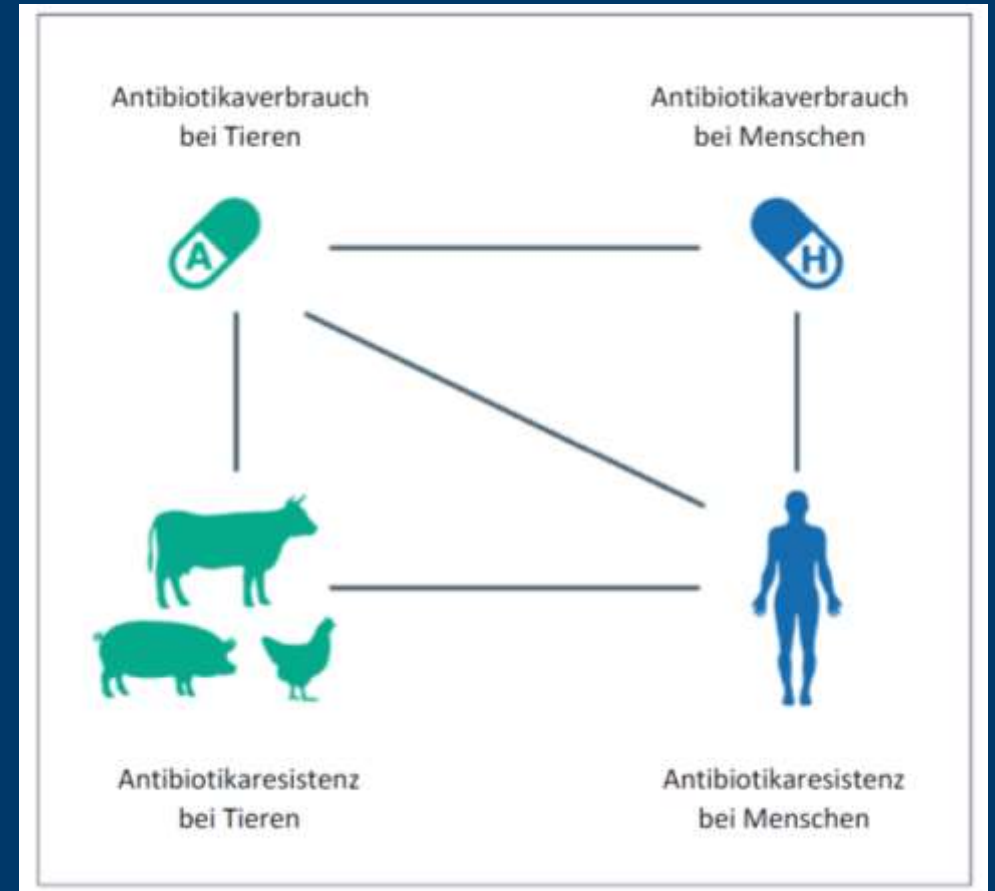 Antibiotikaverbrauch
bei Tieren
Antibiotikaverbrauch
bei Menschen
A
H
Antibiotikaresistenz
bei Tieren
Antibiotikaresistenz
bei Menschen